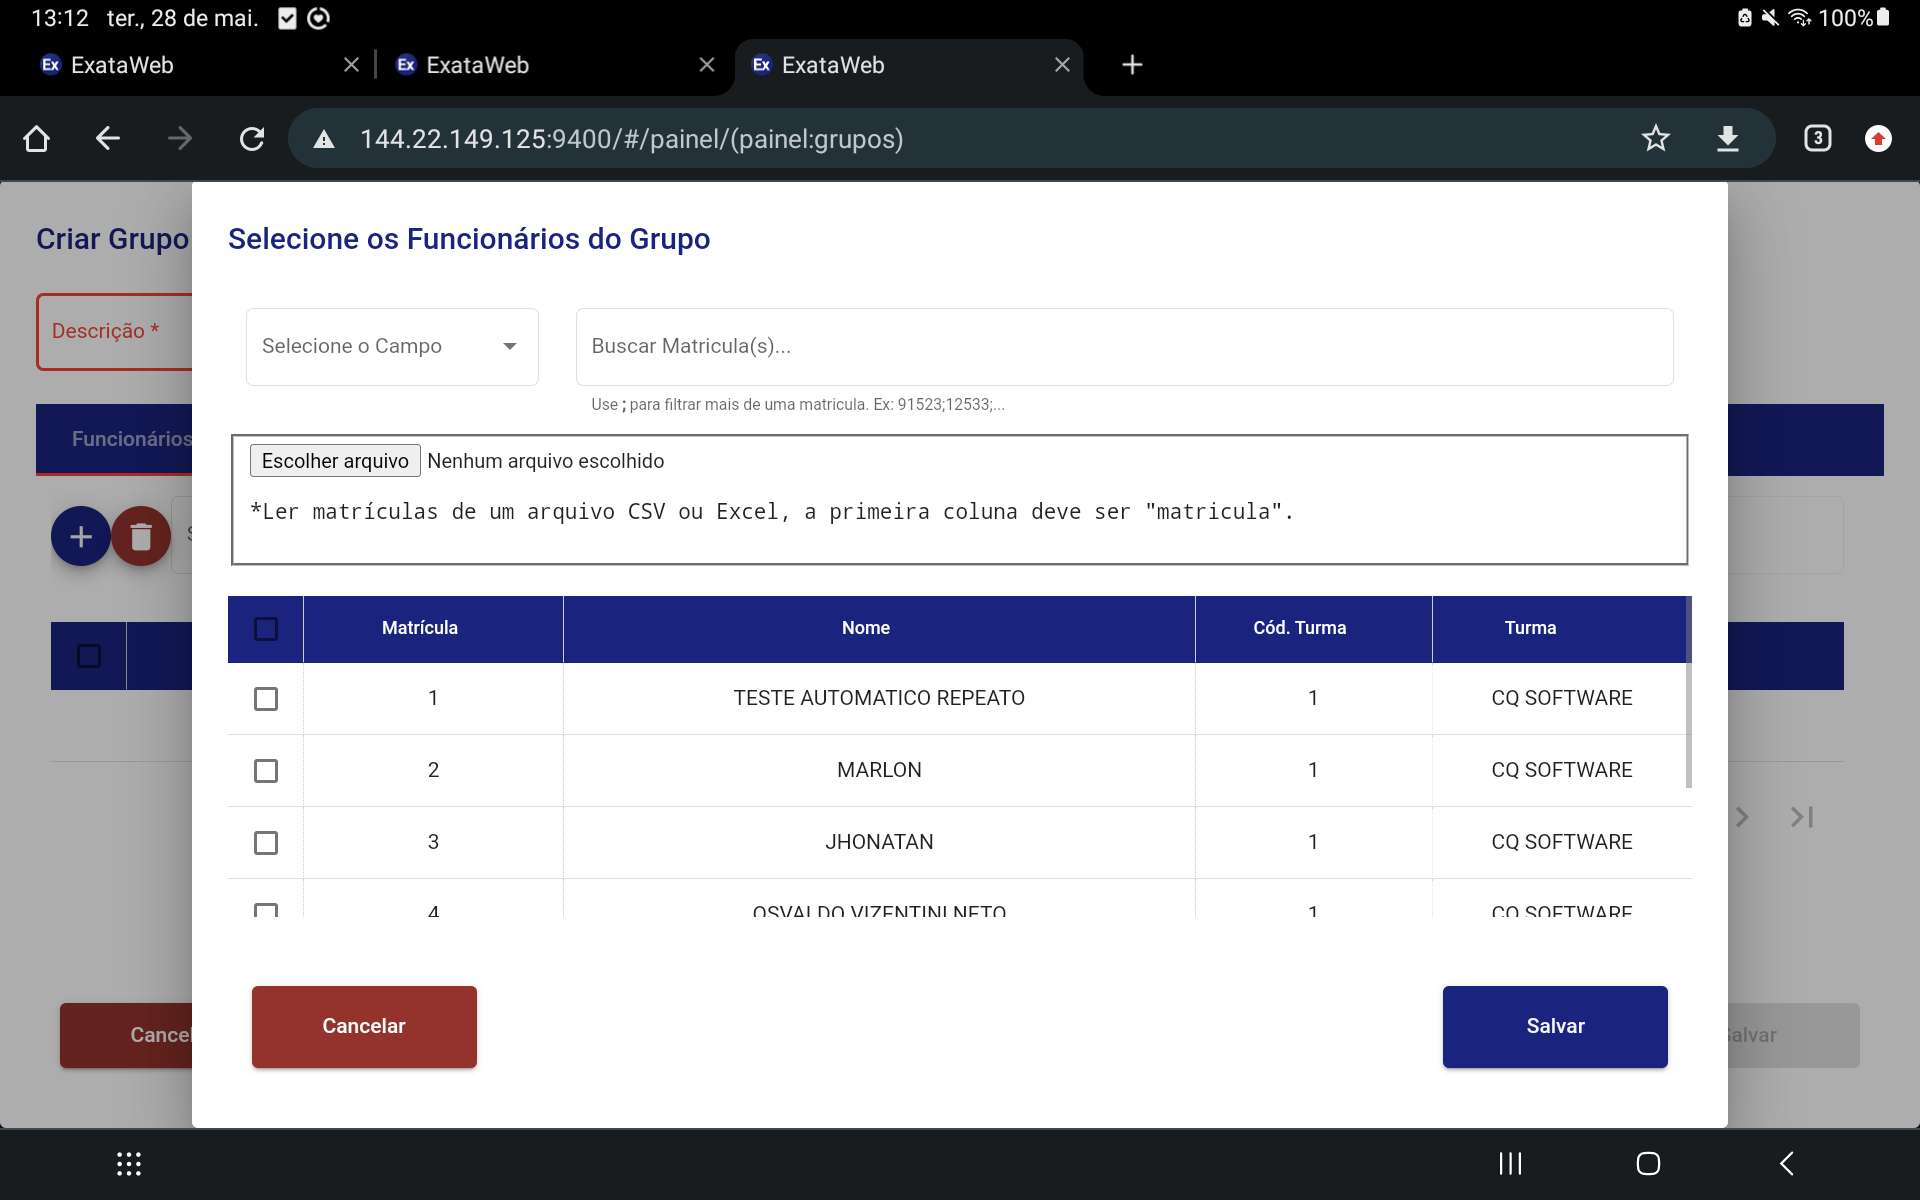 13:12 ter., 28 de mai.
100%
Ex ExataWeb
Ex ExataWeb
Ex ExataWeb
144.22.149.125:9400/#/painel/(painel:grupos)
3
Criar Grupo
Selecione os Funcionários do Grupo
Descrição *
Selecione o Campo
Buscar Matricula(s)...
Use ; para filtrar mais de uma matricula. Ex: 91523;12533;...
Funcionários
Escolher arquivo Nenhum arquivo escolhido
*Ler matrículas de um arquivo CSV ou Excel, a primeira coluna deve ser "matricula".
S
Matrícula Nome Cód. Turma Turma
1 TESTE AUTOMATICO REPEATO 1 CQ SOFTWARE
2 MARLON 1 CQ SOFTWARE
3 JHONATAN 1 CQ SOFTWARE
4 OSVALDO VIZENTINI NETO 1 CQ SOFTWARE
Cancelar
Salvar
Cancel
alvar